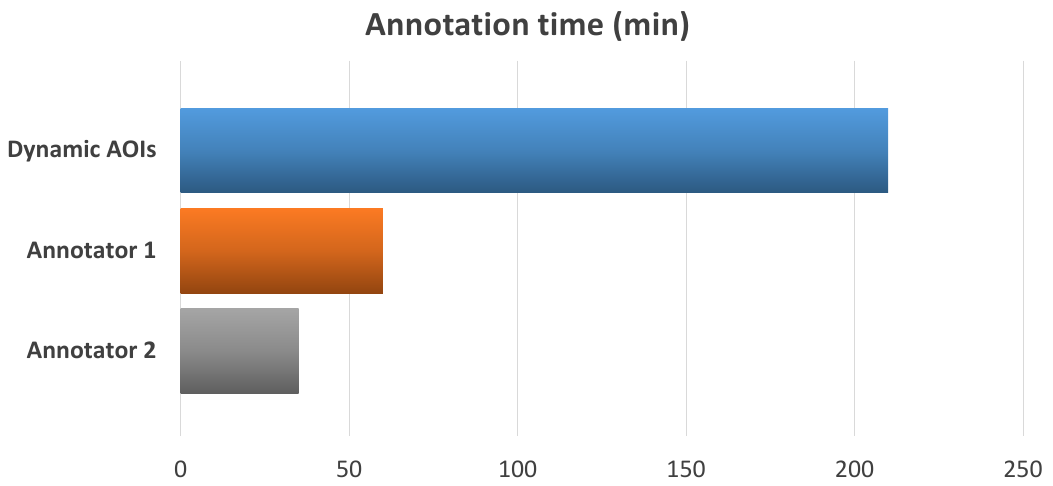 Annotation time (min)
Dynamic AOIs
Annotator 1
Annotator 2
0 50 100 150 200 250